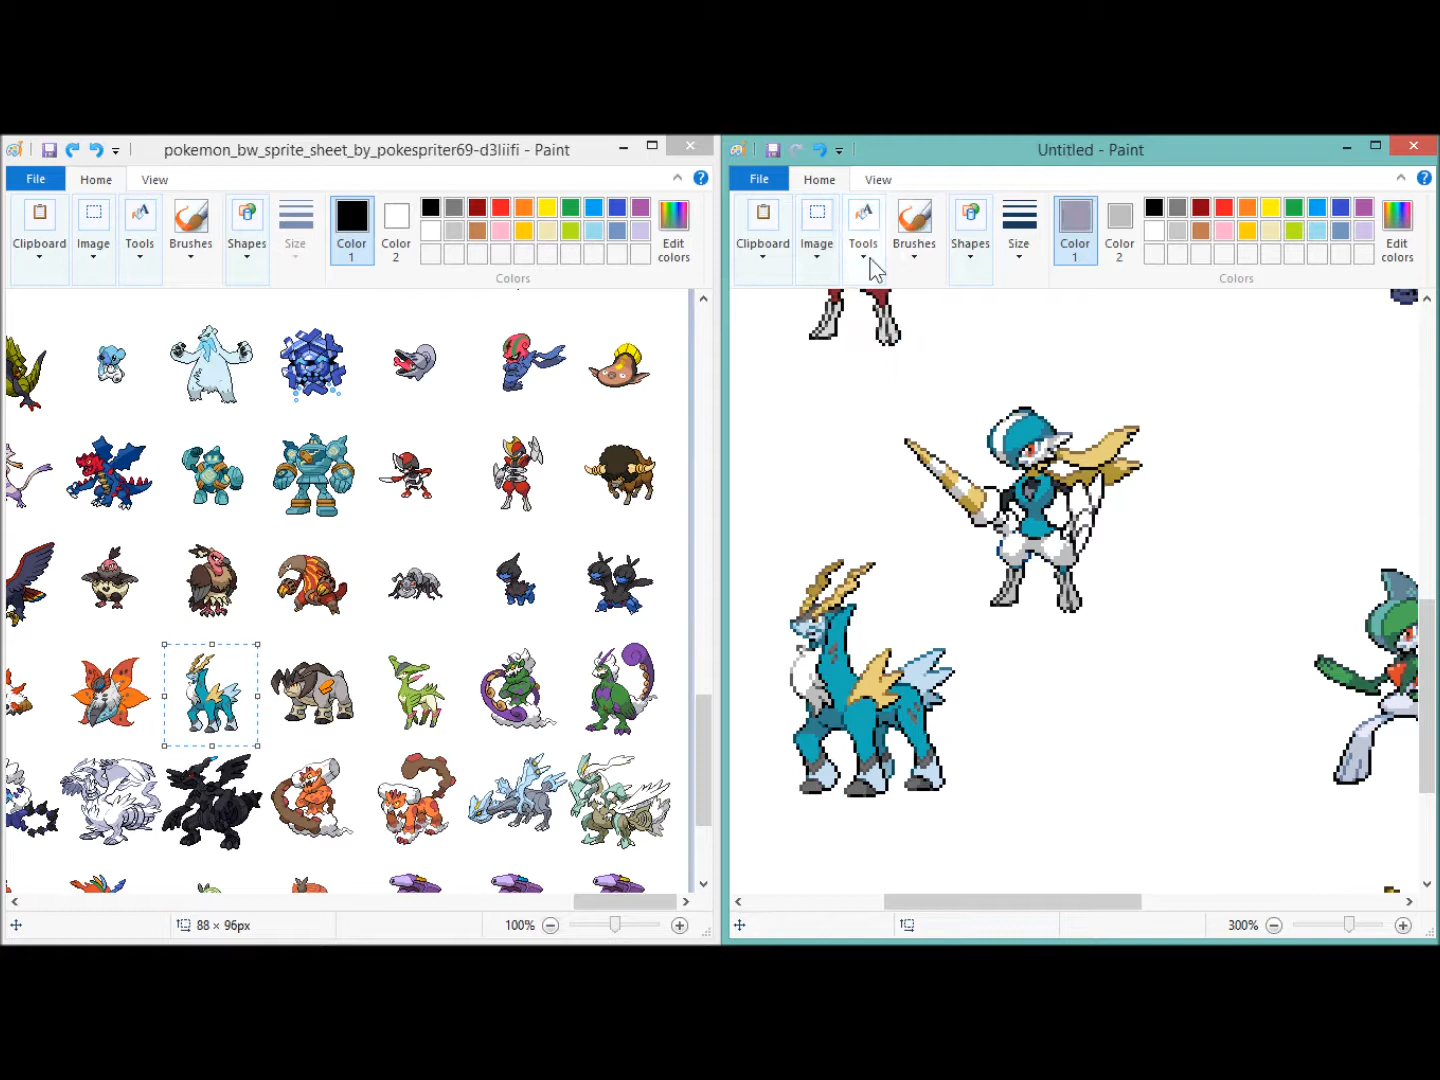 pokemon_bw_sprite_sheet_by_pokespriter69-d3liifi - Paint
File Home View
Clipboard Image Tools Brushes Shapes Size Color 1 Color 2 Edit colors
Colors
88 × 96px 100%
Untitled - Paint
File Home View
Clipboard Image Tools Brushes Shapes Size Color 1 Color 2 Edit colors
Colors
300%